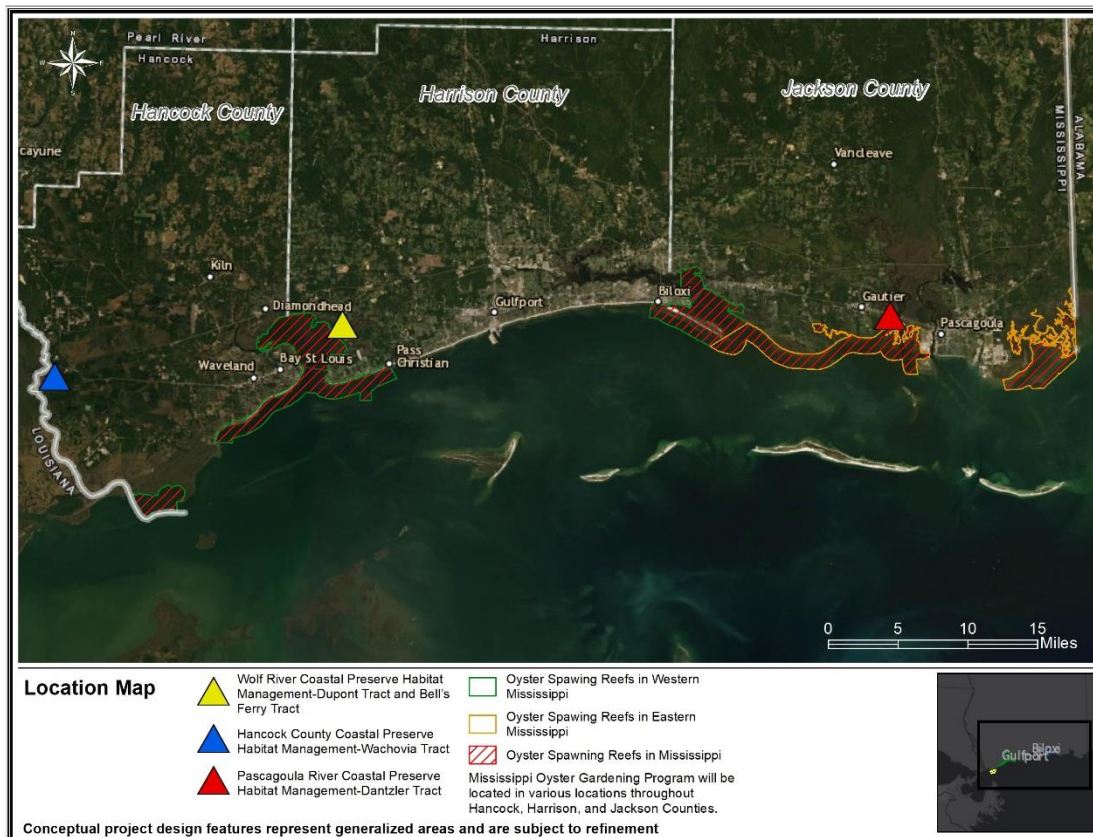 N
W E
S
Pearl River
Hancock
Harrison
Hancock County
Harrison County
Jackson County
MISSISSIPPI
ALABAMA
cayune
Vancleave
Kiln
Diamondhead
Gulfport
Biloxi
Gautier
Pascagoula
Waveland
Bay St Louis
Pass
Christian
LOUISIANA
0 5 10 15
Miles
Location Map
Wolf River Coastal Preserve Habitat
Management-Dupont Tract and Bell's
Ferry Tract
Hancock County Coastal Preserve
Habitat Management-Wachovia Tract
Pascagoula River Coastal Preserve
Habitat Management-Dantzler Tract
Oyster Spawing Reefs in Western
Mississippi
Oyster Spawing Reefs in Eastern
Mississippi
Oyster Spawning Reefs in Mississippi
Mississippi Oyster Gardening Program will be
located in various locations throughout
Hancock, Harrison, and Jackson Counties.
Biloxi
Gulfport
Conceptual project design features represent generalized areas and are subject to refinement